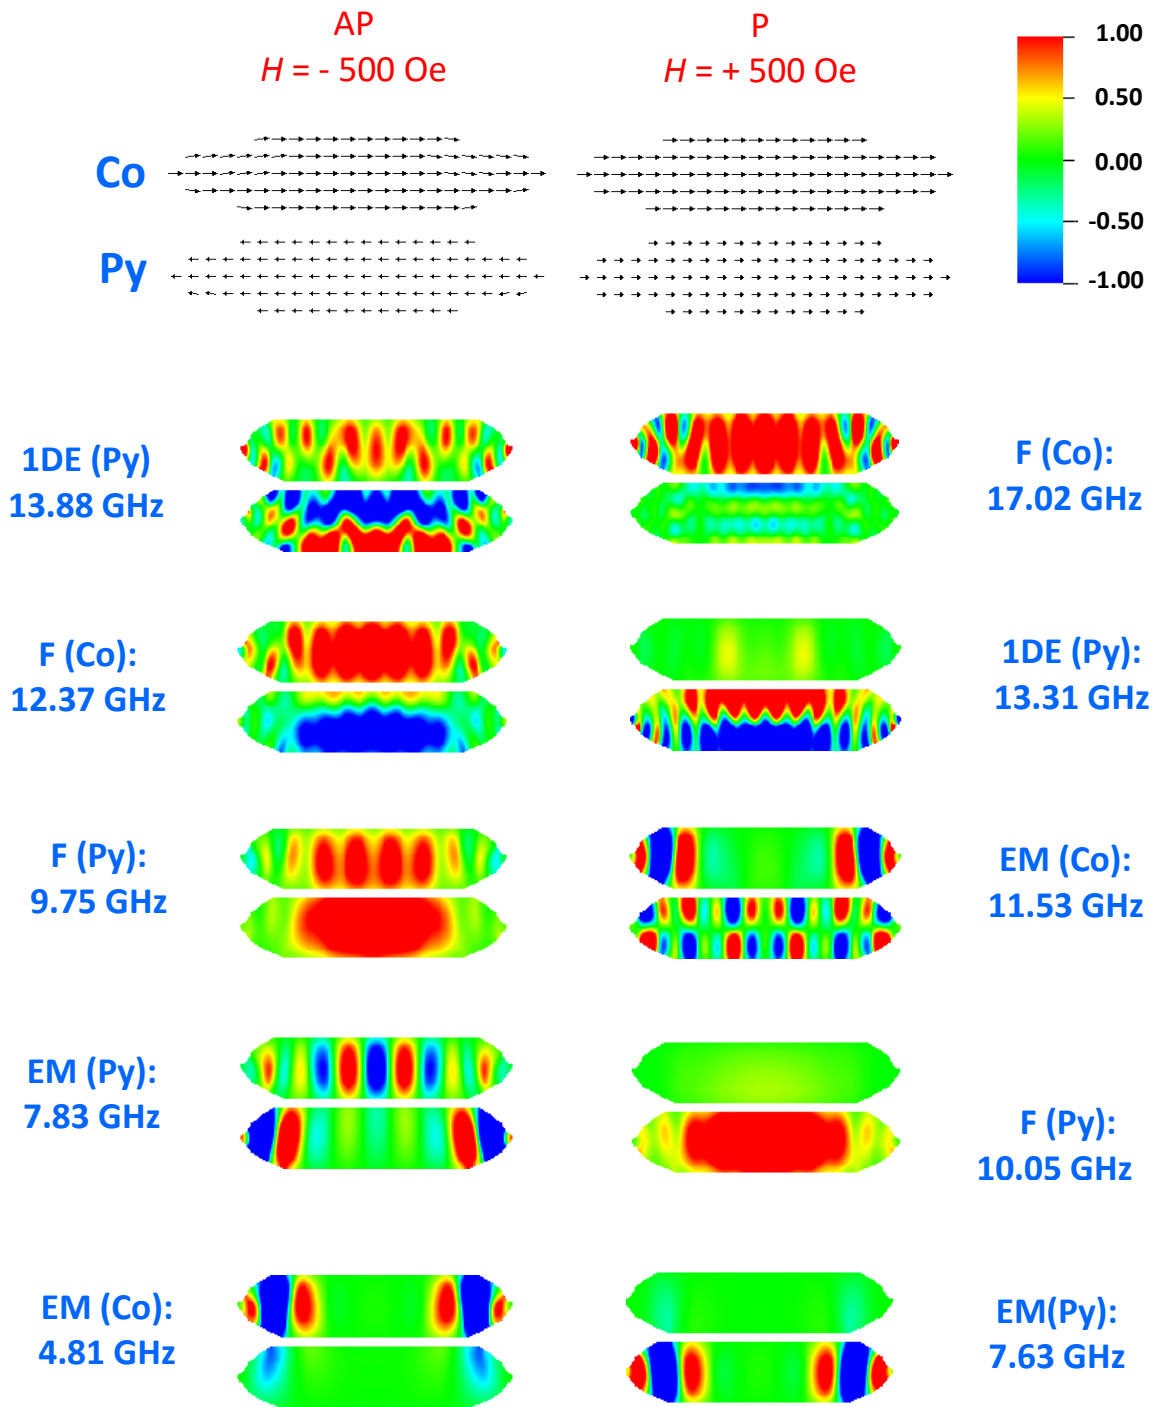 AP
H = - 500 Oe
P
H = + 500 Oe
1.00
0.50
0.00
-0.50
-1.00
Co
Py
1DE (Py)
13.88 GHz
F (Co):
17.02 GHz
F (Co):
12.37 GHz
1DE (Py):
13.31 GHz
F (Py):
9.75 GHz
EM (Co):
11.53 GHz
EM (Py):
7.83 GHz
F (Py):
10.05 GHz
EM (Co):
4.81 GHz
EM(Py):
7.63 GHz